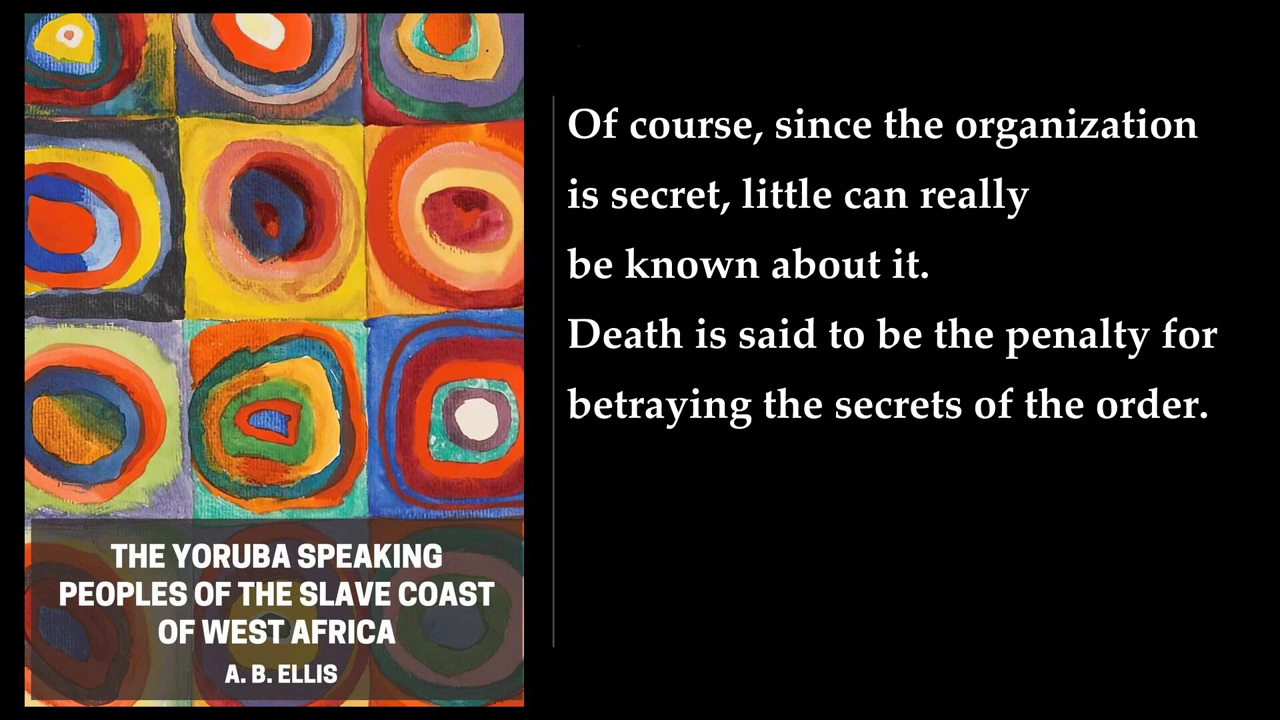 Of course, since the organization
is secret, little can really
be known about it.
Death is said to be the penalty for
betraying the secrets of the order.
THE YORUBA SPEAKING
PEOPLES OF THE SLAVE COAST
OF WEST AFRICA
A. B. ELLIS